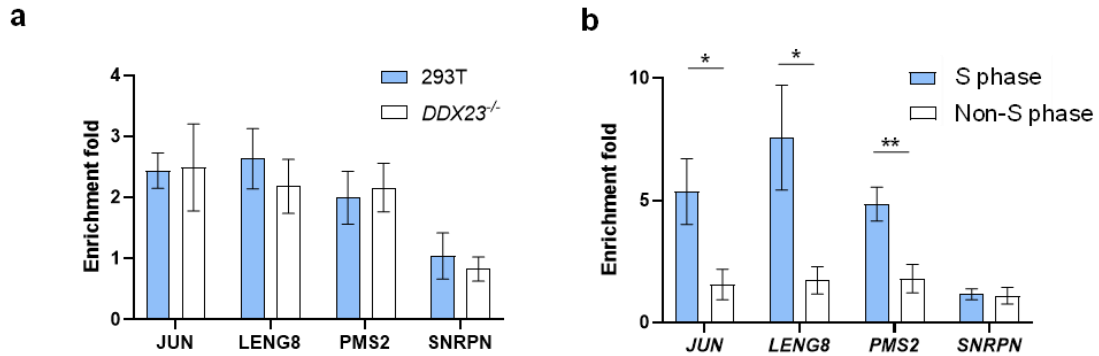 a
Enrichment fold
4
3
2
1
0
293T
DDX23-/-
JUN LENG8 PMS2 SNRPN
b
Enrichment fold
10
5
0
S phase
Non-S phase
*
*
**
JUN LENG8 PMS2 SNRPN